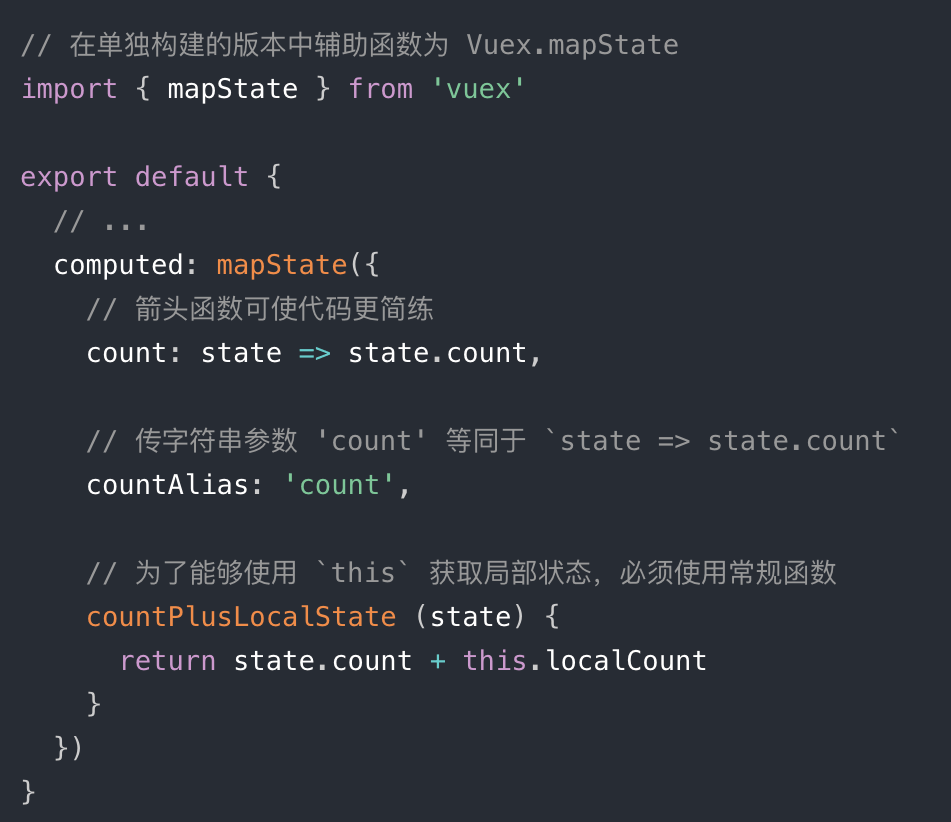 // 在单独构建的版本中辅助函数为 Vuex.mapState
import { mapState } from 'vuex'

export default {
  // ...
  computed: mapState({
    // 箭头函数可使代码更简练
    count: state => state.count,

    // 传字符串参数 'count' 等同于 `state => state.count`
    countAlias: 'count',

    // 为了能够使用 `this` 获取局部状态，必须使用常规函数
    countPlusLocalState (state) {
      return state.count + this.localCount
    }
  })
}